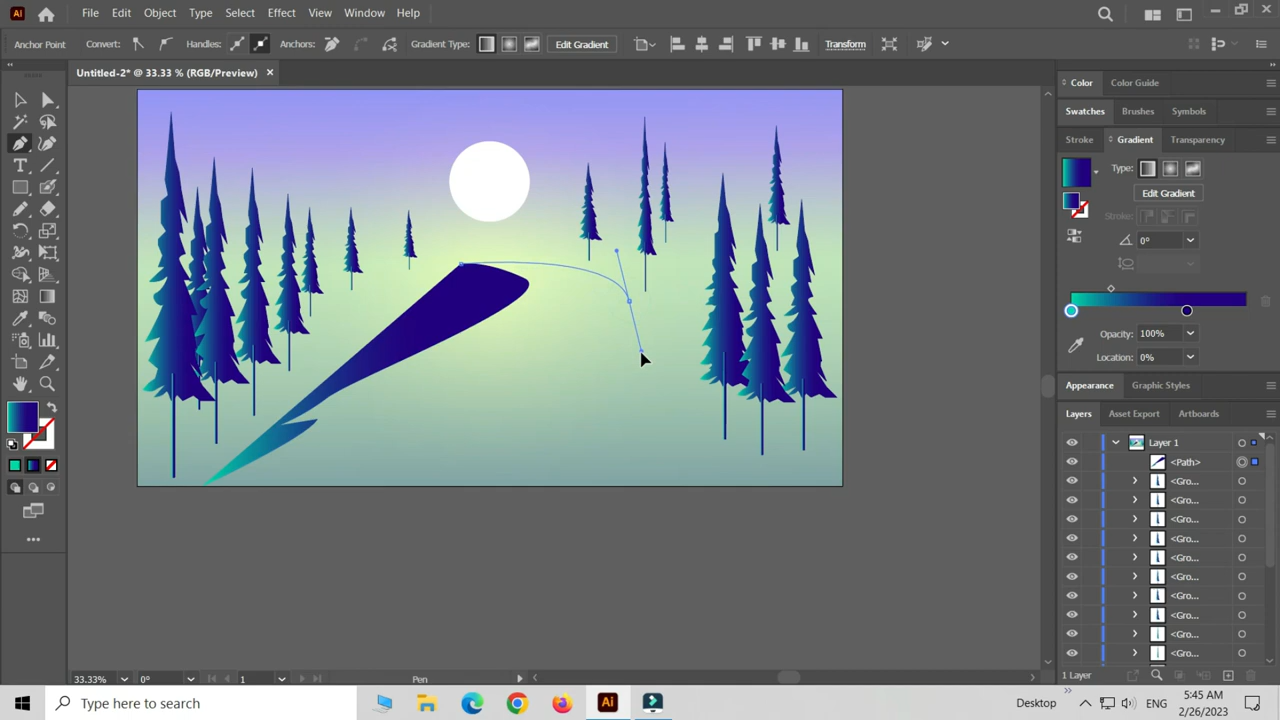 Ai File Edit Object Type Select Effect View Window Help
Anchor Point Convert: Handles: Anchors: Gradient Type: Edit Gradient Transform
Untitled-2* @ 33.33 % (RGB/Preview) ×
Color Color Guide
Swatches Brushes Symbols
Stroke Gradient Transparency
Type:
Edit Gradient
Stroke:
0°
Opacity: 100%
Location: 0%
Appearance Graphic Styles
Layers Asset Export Artboards
Layer 1
<Path>
<Gro...
<Gro...
<Gro...
<Gro...
<Gro...
<Gro...
<Gro...
<Gro...
<Gro...
<Gro...
33.33% 0° 1 Pen
1 Layer
Type here to search
Ai
Desktop
ENG
5:45 AM
2/26/2023